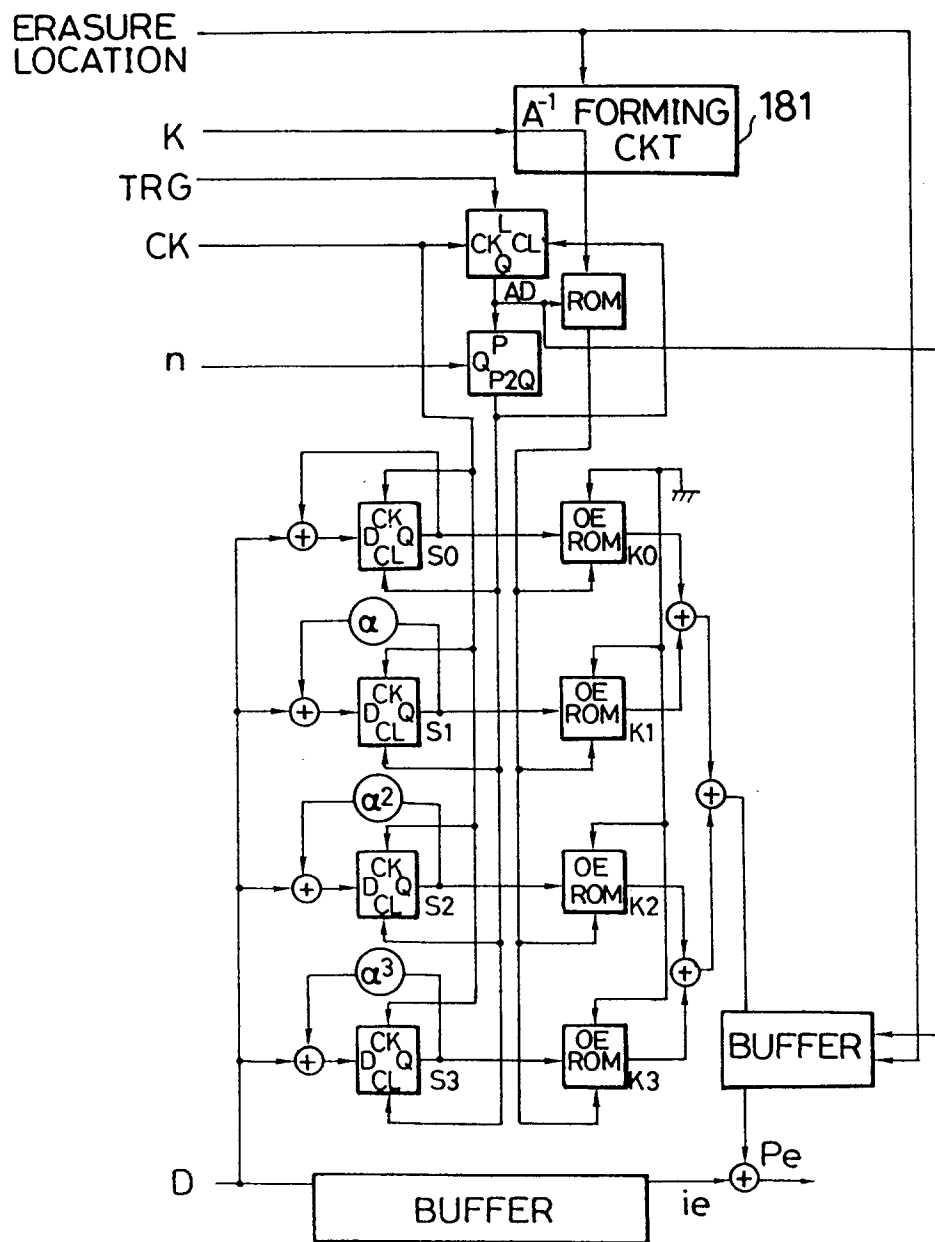 ERASURE
LOCATION
A⁻¹ FORMING
CKT
181
K
TRG
CK
L
CK CL
Q
AD
ROM
n
P
Q
P2Q
CK
D Q
CL
S0
OE
ROM
K0
α
CK
D Q
CL
S1
OE
ROM
K1
α²
CK
D Q
CL
S2
OE
ROM
K2
α³
CK
D Q
CL
S3
OE
ROM
K3
BUFFER
D
BUFFER
ie
Pe